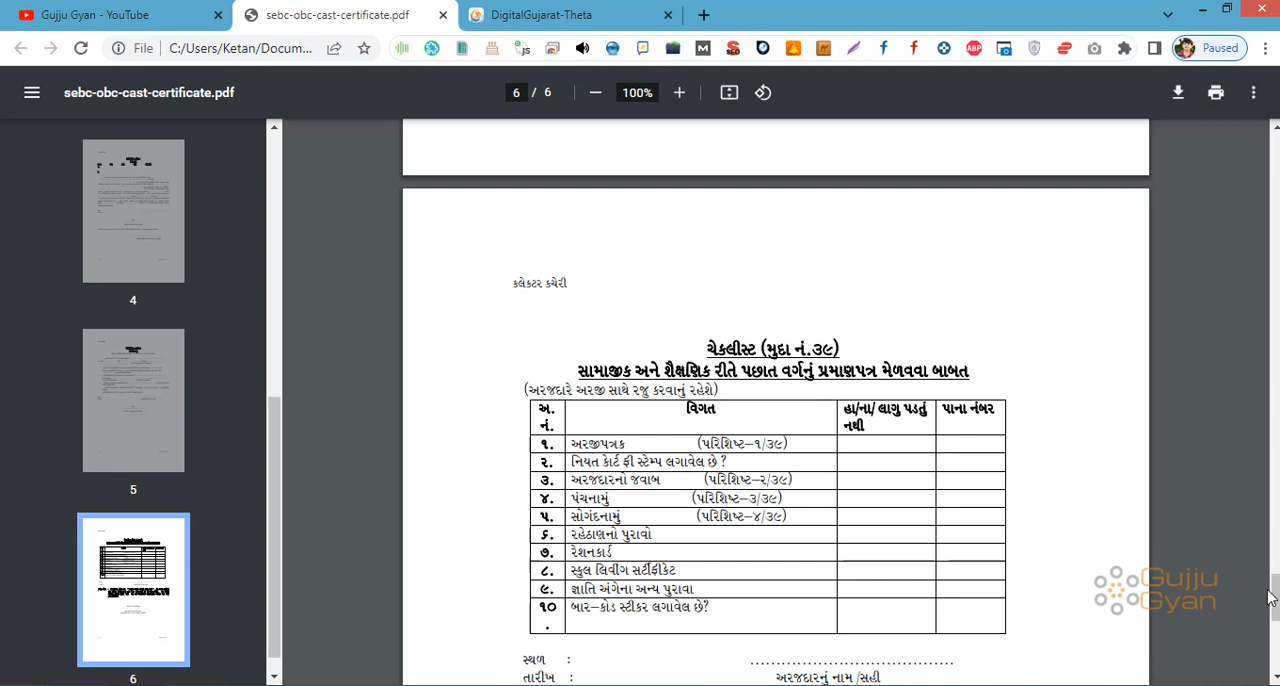 Gujju Gyan - YouTube
sebc-obc-cast-certificate.pdf
DigitalGujarat-Theta
File C:/Users/Ketan/Docum...
JS
M
SEO
ABP
Paused
sebc-obc-cast-certificate.pdf
6 / 6
100%
4
5
6
કલેકટર કચેરી
ચેકલીસ્ટ (મુદા નં.૩૯)
સામાજીક અને શૈક્ષણિક રીતે પછાત વર્ગનું પ્રમાણપત્ર મેળવવા બાબત
(અરજદારે અરજી સાથે રજુ કરવાનું રહેશે)
અ. નં. વિગત હા/ના/ લાગુ પડતું નથી પાના નંબર
૧. અરજીપત્રક (પરિશિષ્ટ–૧/૩૯)
૨. નિયત કોર્ટ ફી સ્ટેમ્પ લગાવેલ છે ?
૩. અરજદારનો જવાબ (પરિશિષ્ટ–ર/૩૯)
૪. પંચનામું (પરિશિષ્ટ–૩/૩૯)
૫. સોગંદનામું (પરિશિષ્ટ–૪/૩૯)
૬. રહેઠાણનો પુરાવો
૭. રેશનકાર્ડ
૮. સ્કુલ લિવીંગ સર્ટીફીકેટ
૯. જ્ઞાતિ અંગેના અન્ય પુરાવા
૧૦. બાર–કોડ સ્ટીકર લગાવેલ છે?
Gujju
Gyan
સ્થળ : ......................................
તારીખ : અરજદારનું નામ /સહી